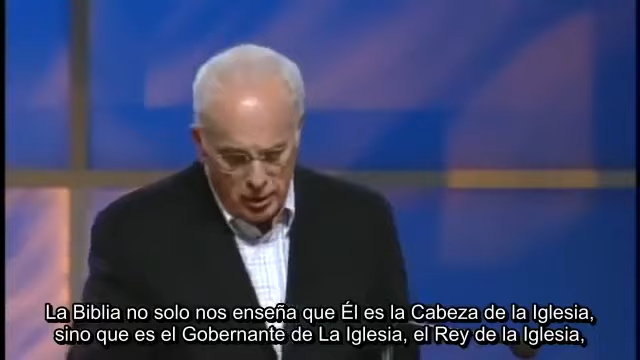 La Biblia no solo nos enseña que Él es la Cabeza de la Iglesia,
sino que es el Gobernante de La Iglesia, el Rey de la Iglesia,